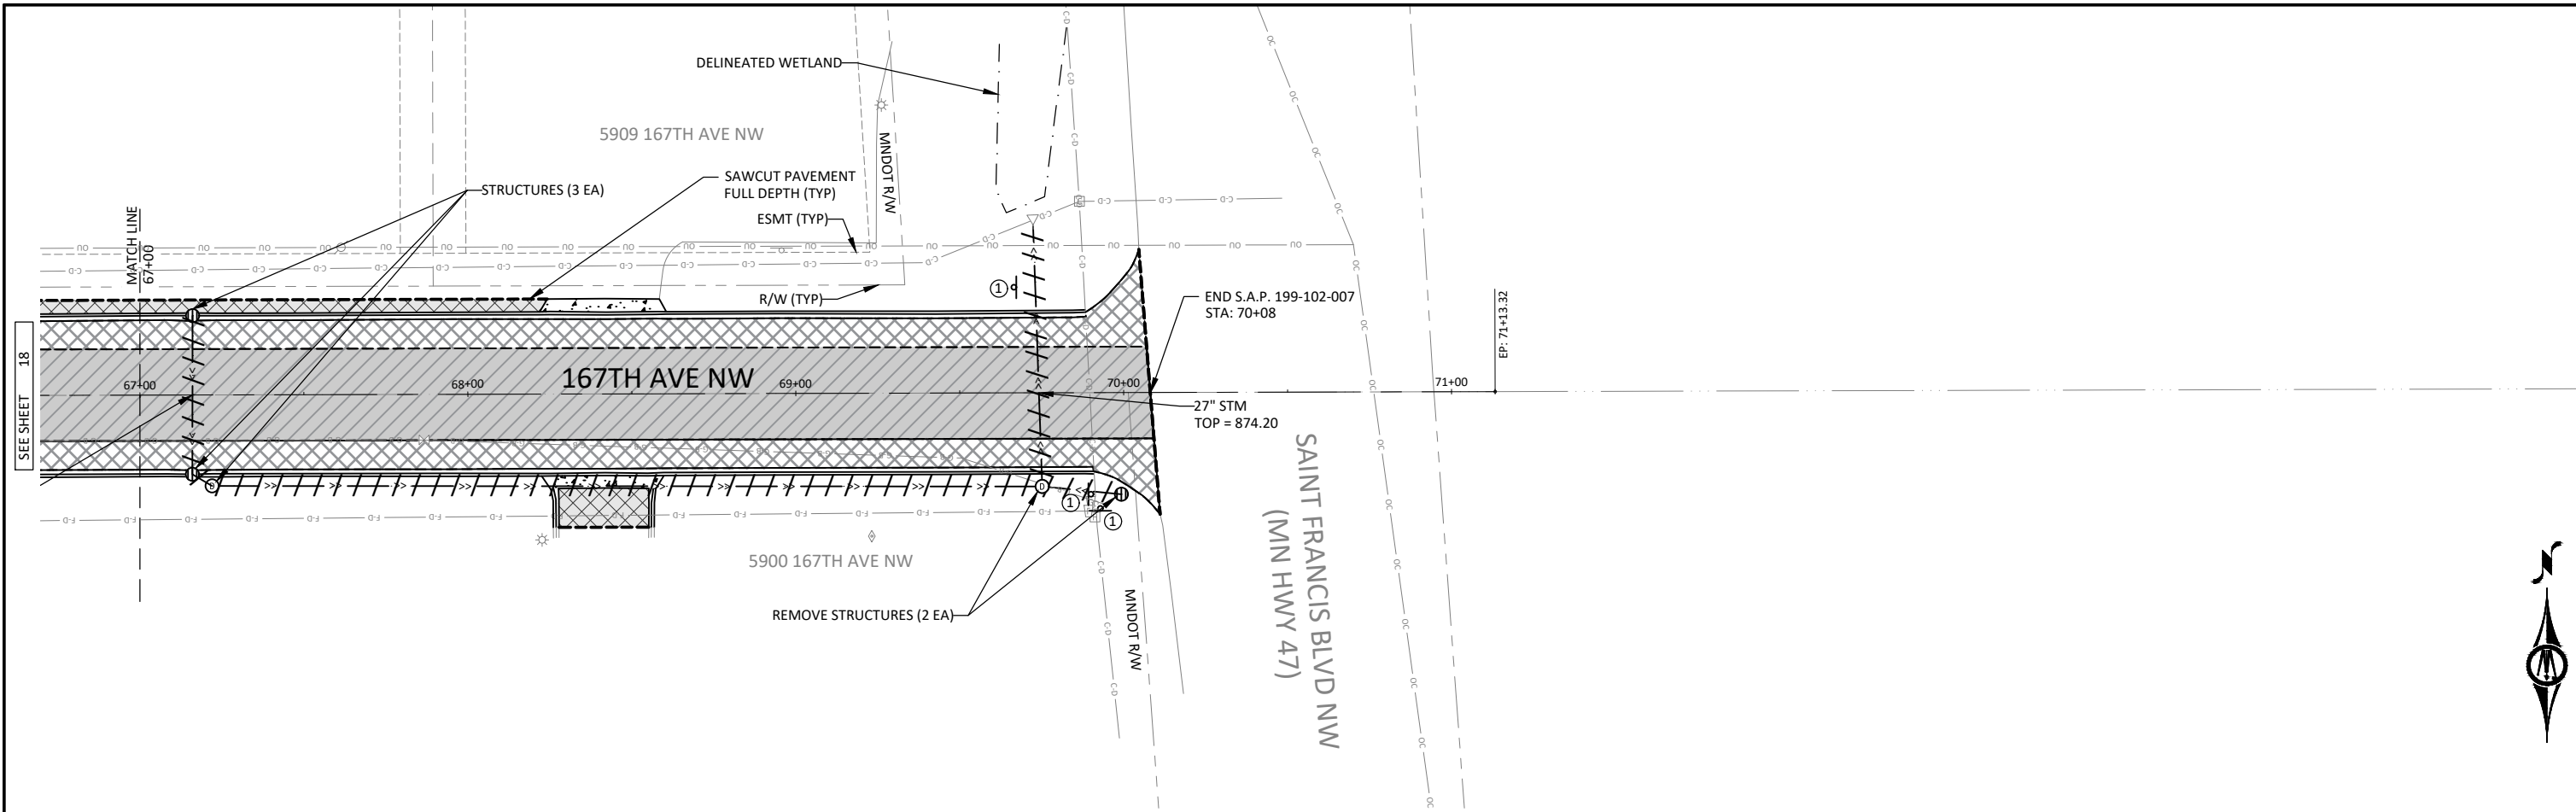 DELINEATED WETLAND
5909 167TH AVE NW
MNDOT R/W
STRUCTURES (3 EA)
SAWCUT PAVEMENT
FULL DEPTH (TYP)
ESMT (TYP)
MATCH LINE
67+00
R/W (TYP)
1
END S.A.P. 199-102-007
STA: 70+08
EP: 71+13.32
SEE SHEET 18
67+00
68+00
167TH AVE NW
69+00
70+00
71+00
27" STM
TOP = 874.20
SAINT FRANCIS BLVD NW
(MN HWY 47)
D
D
1
1
5900 167TH AVE NW
REMOVE STRUCTURES (2 EA)
MNDOT R/W
N